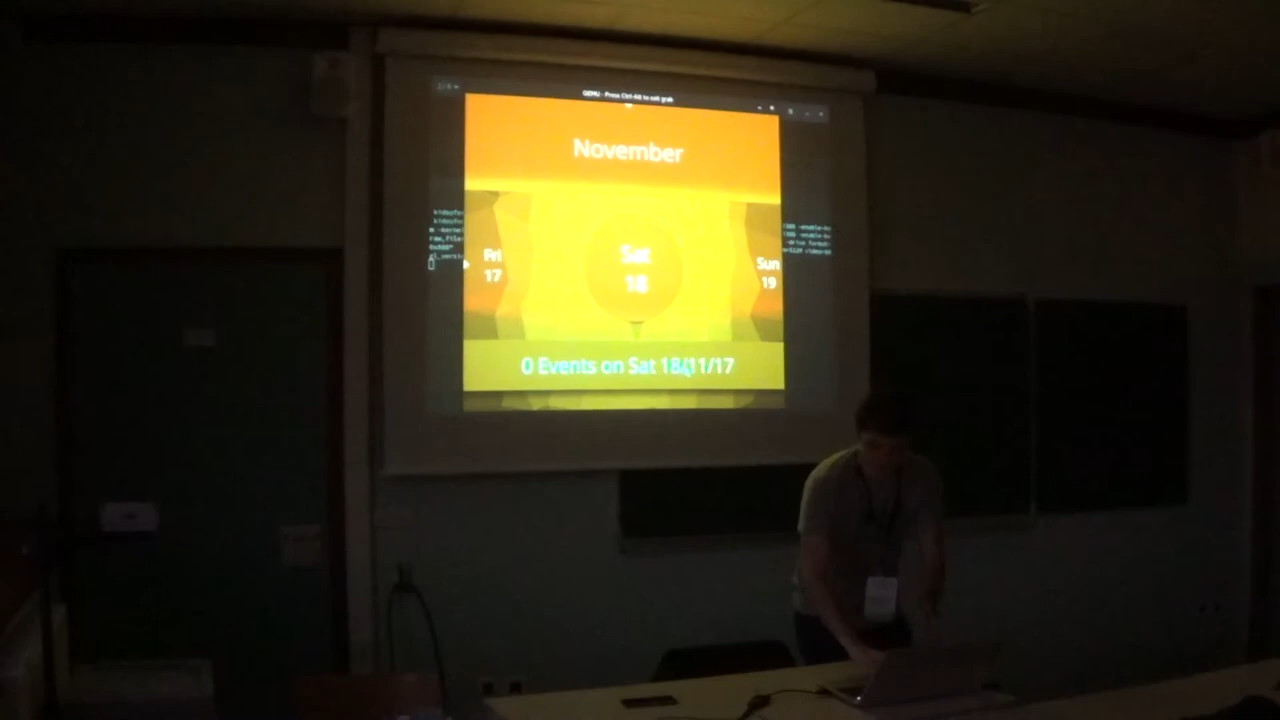 QEMU - Press Ctrl-Alt to exit grab
November
Fri
17
Sat
18
Sun
19
0 Events on Sat 18/11/17